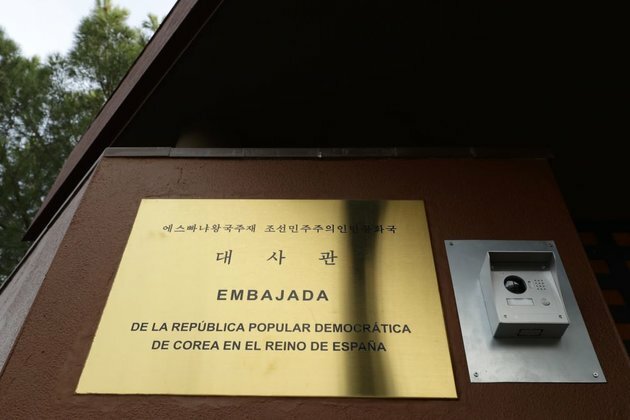 에스빠냐왕국주재 조선민주주의인민공화국
대 사 관
EMBAJADA
DE LA REPÚBLICA POPULAR DEMOCRÁTICA
DE COREA EN EL REINO DE ESPAÑA